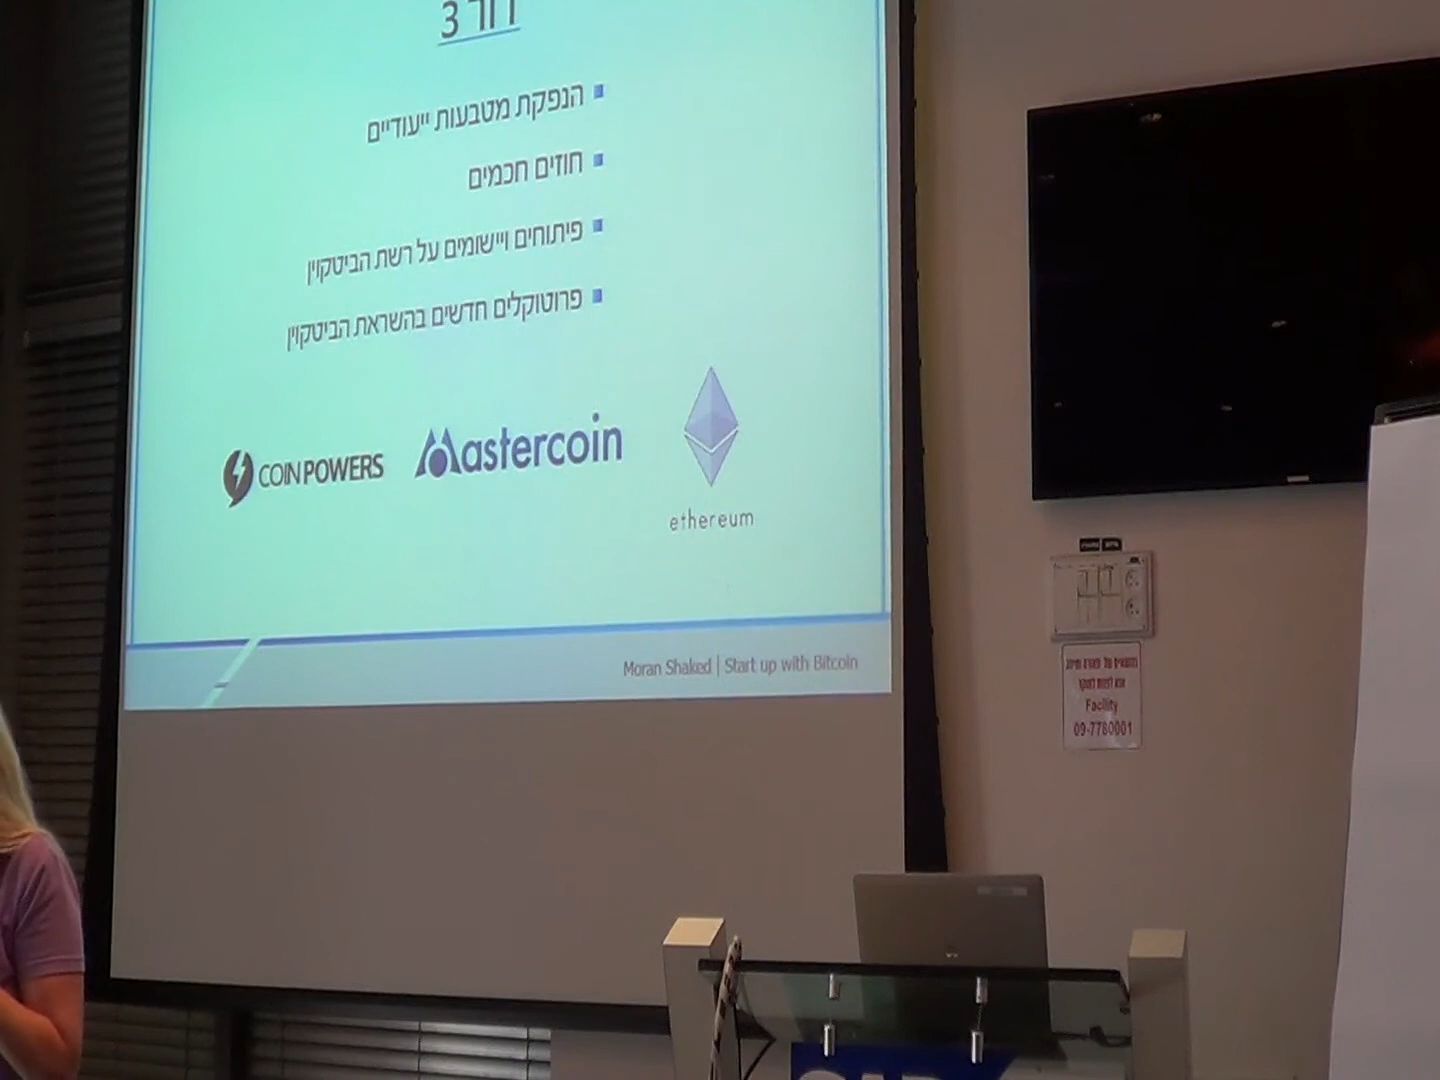 דור 3
הנפקת מטבעות ייעודיים
חוזים חכמים
פיתוחים ויישומים על רשת הביטקוין
פרוטוקלים חדשים בהשראת הביטקוין
COINPOWERS
Mastercoin
ethereum
Moran Shaked | Start up with Bitcoin
Facility
09-7780001